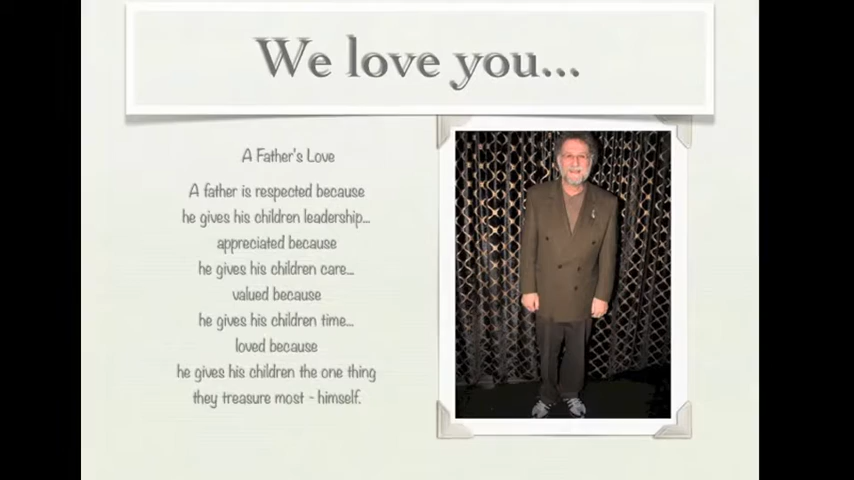 We love you...
A Father's Love
A father is respected because
he gives his children leadership...
appreciated because
he gives his children care...
valued because
he gives his children time...
loved because
he gives his children the one thing
they treasure most - himself.